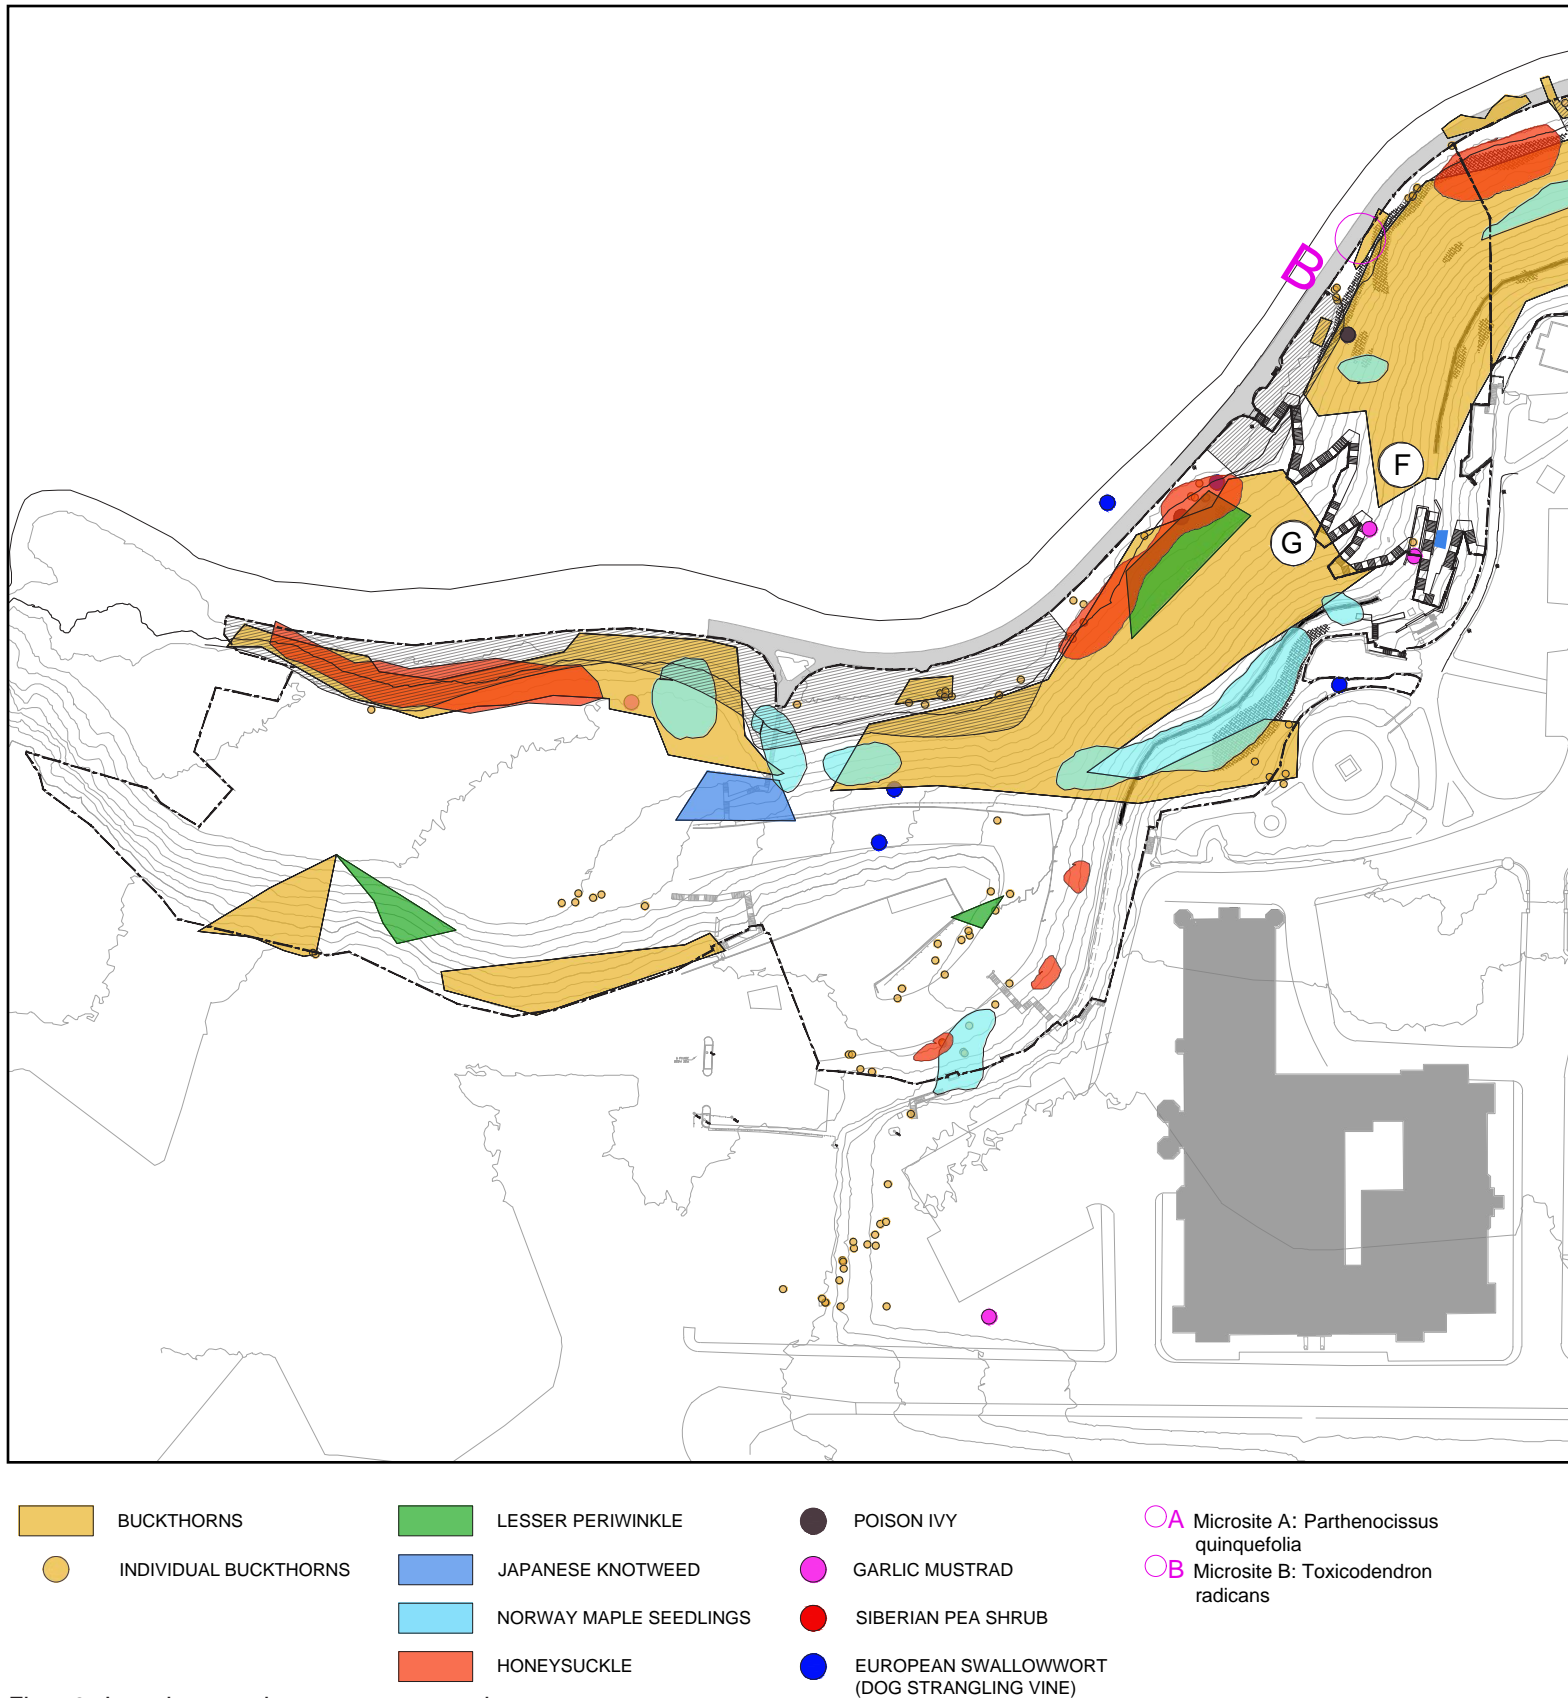 B
F
G
BUCKTHORNS
INDIVIDUAL BUCKTHORNS
LESSER PERIWINKLE
JAPANESE KNOTWEED
NORWAY MAPLE SEEDLINGS
HONEYSUCKLE
POISON IVY
GARLIC MUSTRAD
SIBERIAN PEA SHRUB
EUROPEAN SWALLOWWORT
(DOG STRANGLING VINE)
A Microsite A: Parthenocissus
quinquefolia
B Microsite B: Toxicodendron
radicans